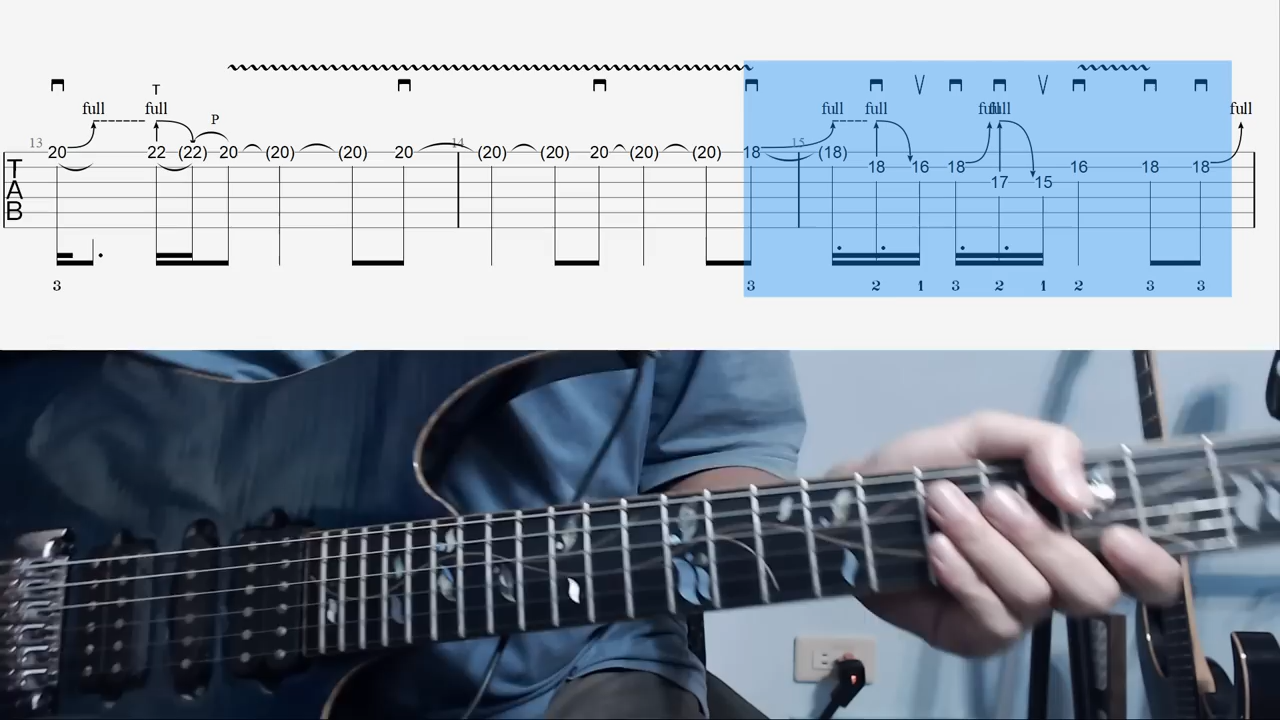 T
full full P full full full full full
13 20 22 (22) 20 (20) (20) 20 14 (20) (20) 20 (20) (20) 18 15 (18)
T 18 16 18 16 18 18
A 17 15
B
3 3 2 1 3 2 1 2 3 3